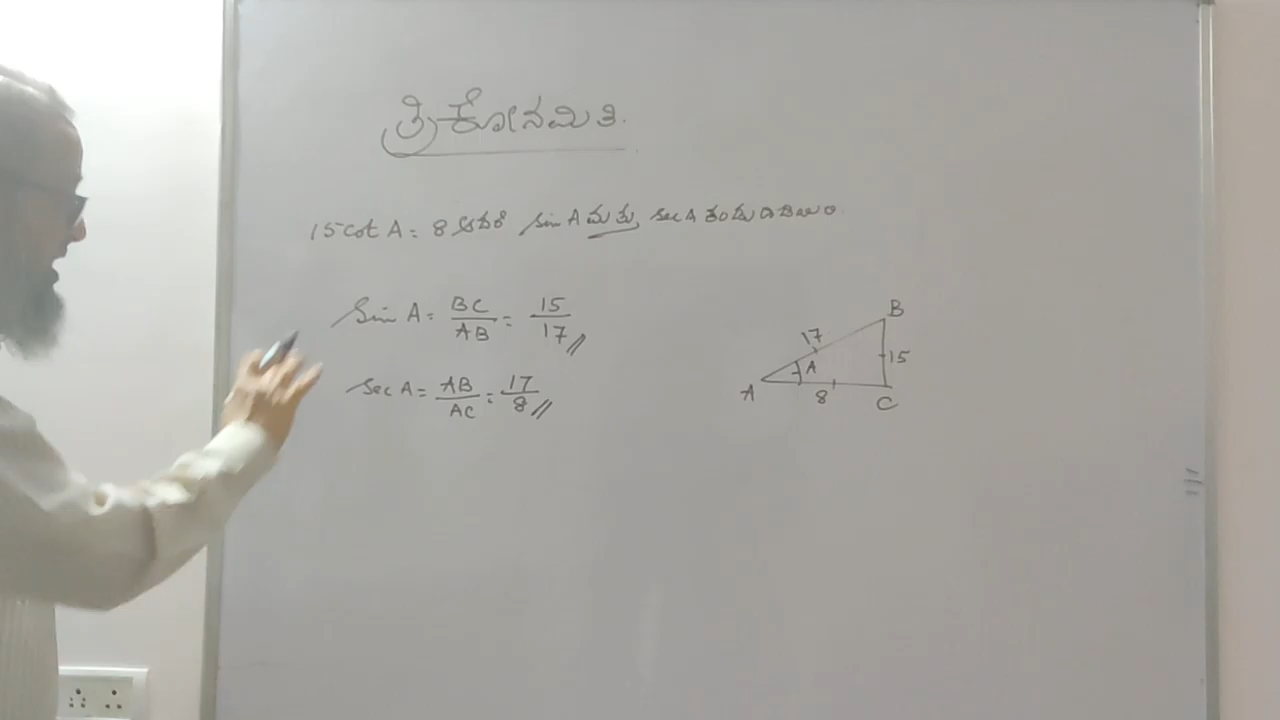 ತ್ರಿಕೋನಮಿತಿ.
15 cot A = 8 ಆದರೆ sin A ಮತ್ತು sec A ಕಂಡು ಹಿಡಿಯಿರಿ.
Sin A = BC/AB = 15/17 //
Sec A = AB/AC = 17/8 //
B
17
A
15
A
8
C